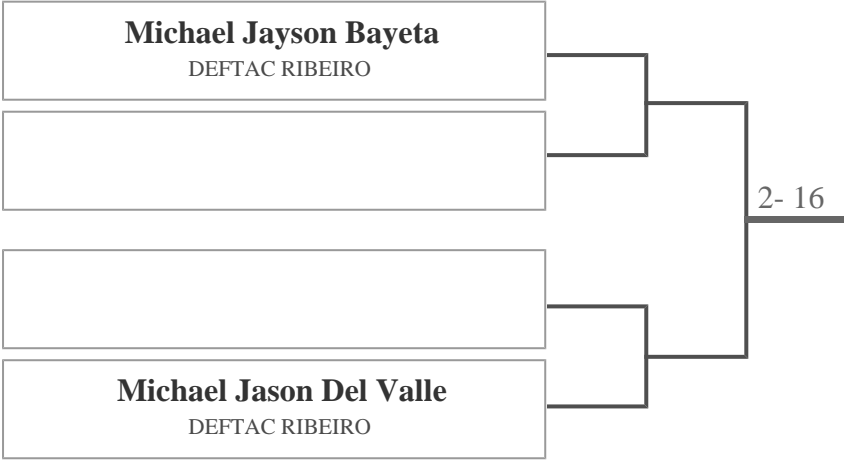 Michael Jayson Bayeta
DEFTAC RIBEIRO
2- 16
Michael Jason Del Valle
DEFTAC RIBEIRO